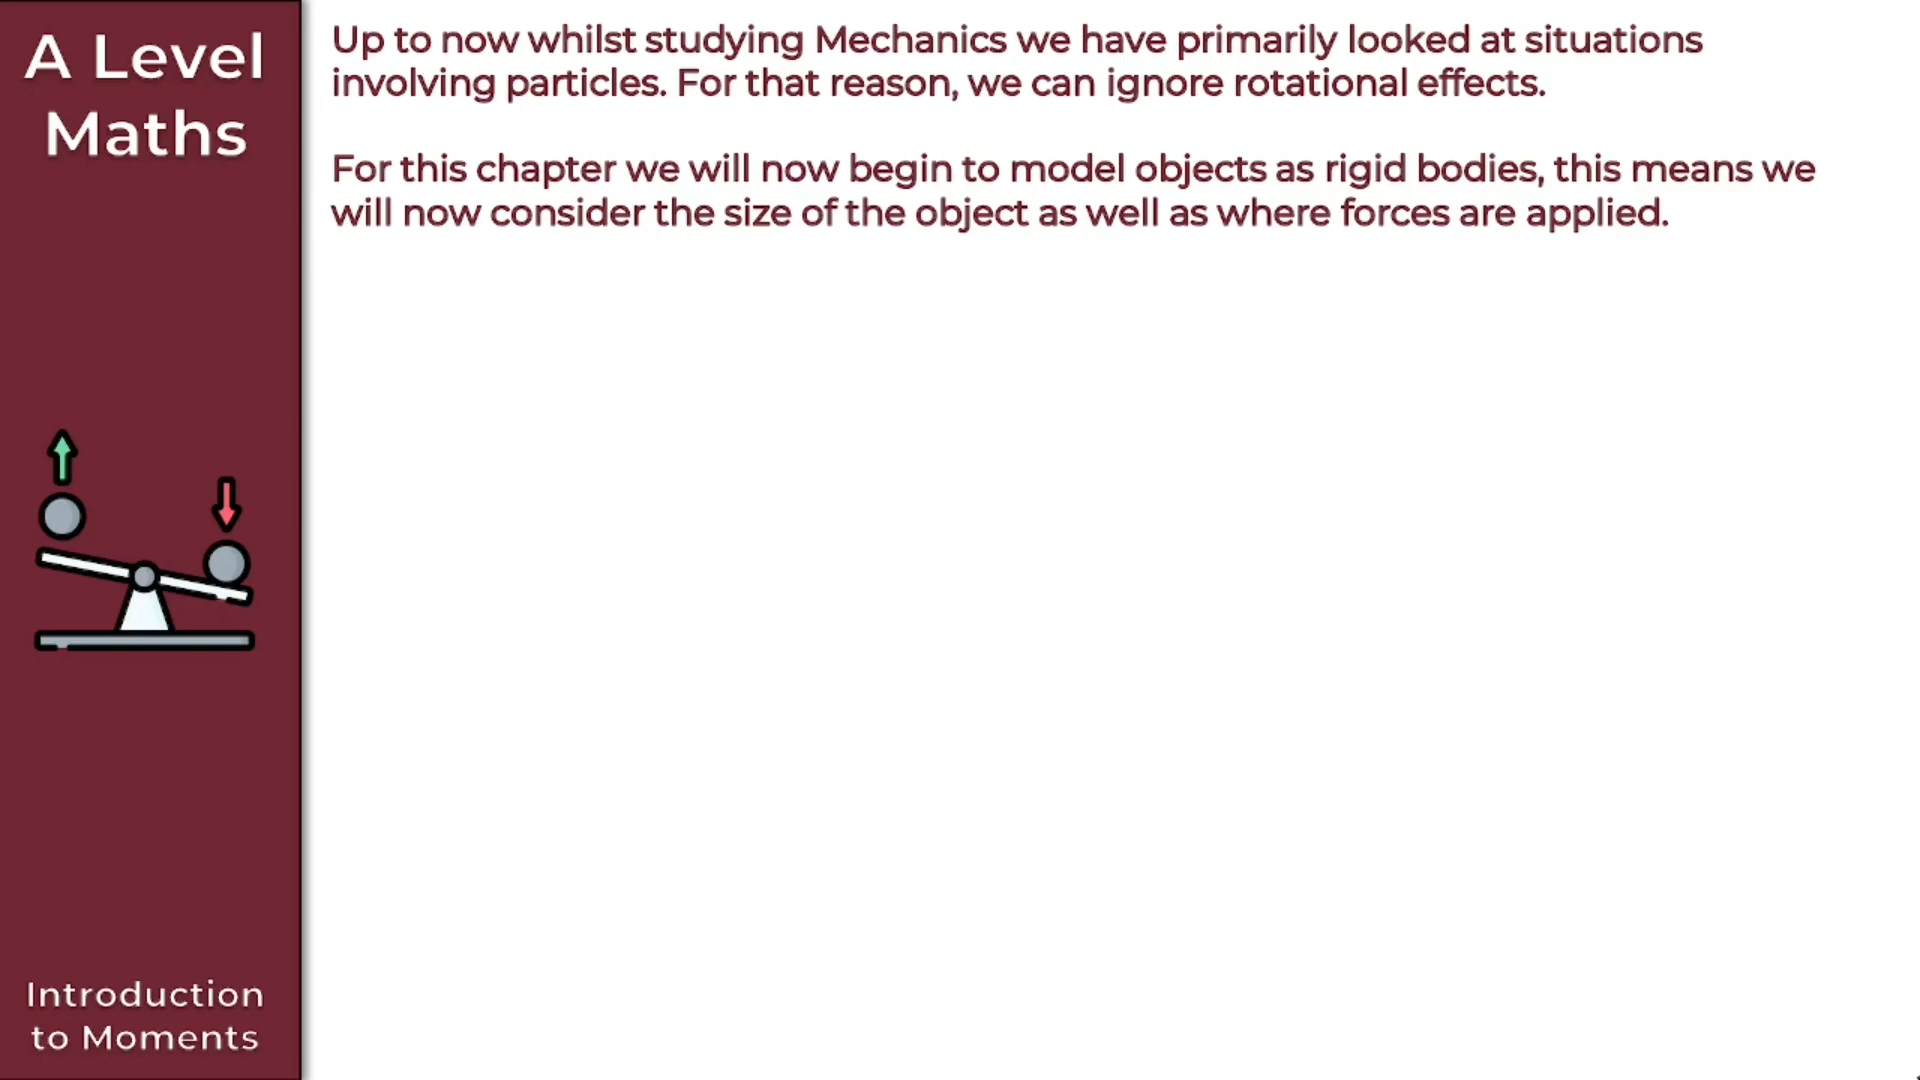 A Level
Maths
Up to now whilst studying Mechanics we have primarily looked at situations
involving particles. For that reason, we can ignore rotational effects.
For this chapter we will now begin to model objects as rigid bodies, this means we
will now consider the size of the object as well as where forces are applied.
Introduction
to Moments